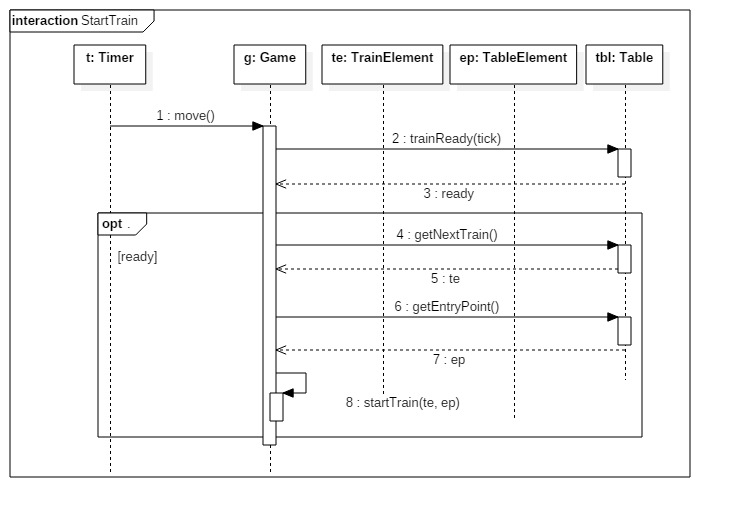 interaction StartTrain
t: Timer
g: Game
te: TrainElement
ep: TableElement
tbl: Table
1 : move()
2 : trainReady(tick)
3 : ready
opt .
[ready]
4 : getNextTrain()
5 : te
6 : getEntryPoint()
7 : ep
8 : startTrain(te, ep)